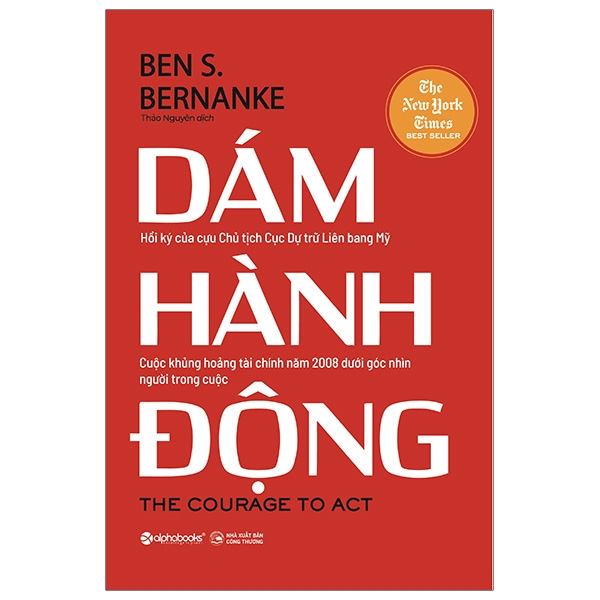 BEN S.
BERNANKE
Thảo Nguyên dịch
The
New York
Times
BEST SELLER
DÁM
Hồi ký của cựu Chủ tịch Cục Dự trữ Liên bang Mỹ
HÀNH
Cuộc khủng hoảng tài chính năm 2008 dưới góc nhìn
người trong cuộc
ĐỘNG
THE COURAGE TO ACT
alphabooks
NHÀ XUẤT BẢN
CÔNG THƯƠNG